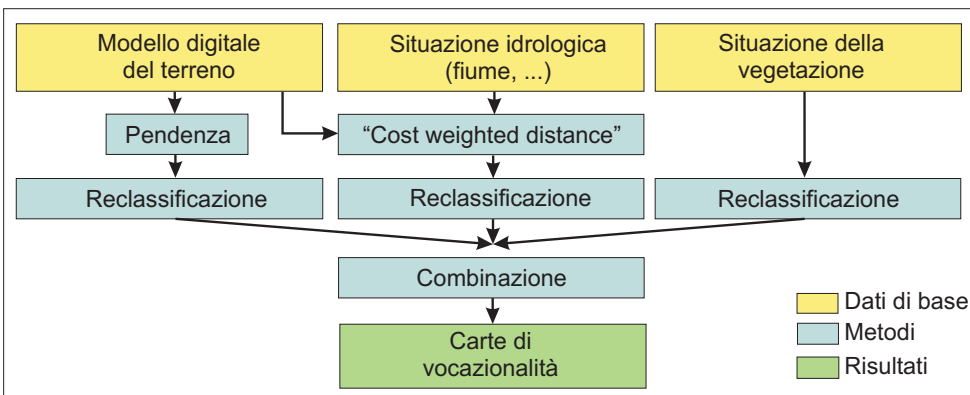 Modello digitale
del terreno
Situazione idrologica
(fiume, ...)
Situazione della
vegetazione
Pendenza
“Cost weighted distance”
Reclassificazione
Reclassificazione
Reclassificazione
Combinazione
Carte di
vocazionalità
Dati di base
Metodi
Risultati